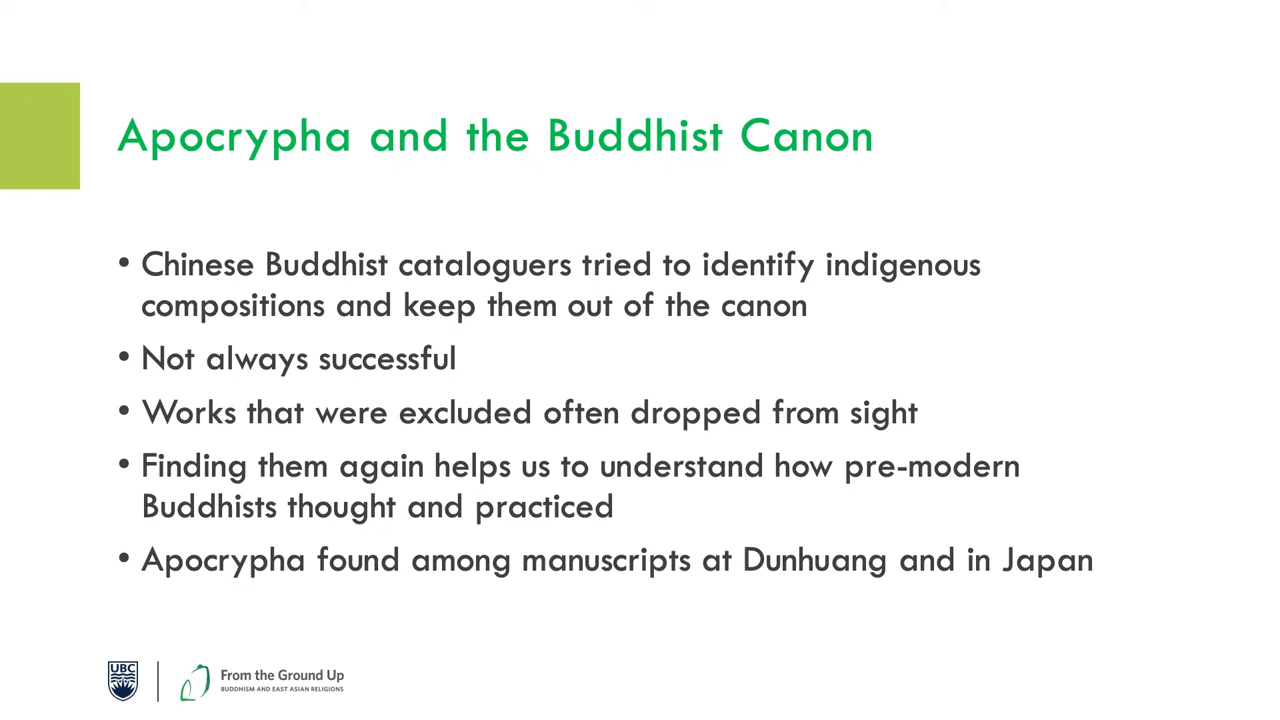 Apocrypha and the Buddhist Canon
• Chinese Buddhist cataloguers tried to identify indigenous
compositions and keep them out of the canon
• Not always successful
• Works that were excluded often dropped from sight
• Finding them again helps us to understand how pre-modern
Buddhists thought and practiced
• Apocrypha found among manuscripts at Dunhuang and in Japan
UBC
From the Ground Up
BUDDHISM AND EAST ASIAN RELIGIONS